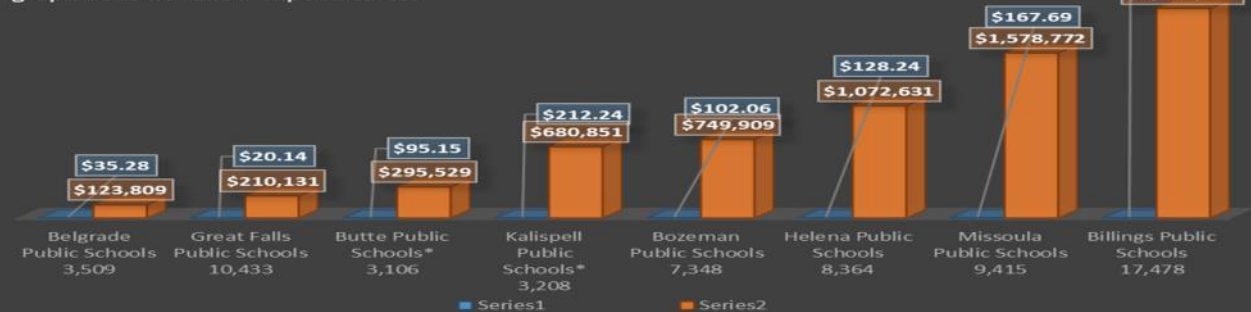 $35.28
$123,809
$20.14
$210,131
$95.15
$295,529
$212.24
$680,851
$102.06
$749,909
$128.24
$1,072,631
$167.69
$1,578,772
Belgrade
Public Schools
3,509
Great Falls
Public Schools
10,433
Butte Public
Schools*
3,106
Kalispell
Public
Schools*
3,208
Bozeman
Public Schools
7,348
Helena Public
Schools
8,364
Missoula
Public Schools
9,415
Billings Public
Schools
17,478
Series1
Series2